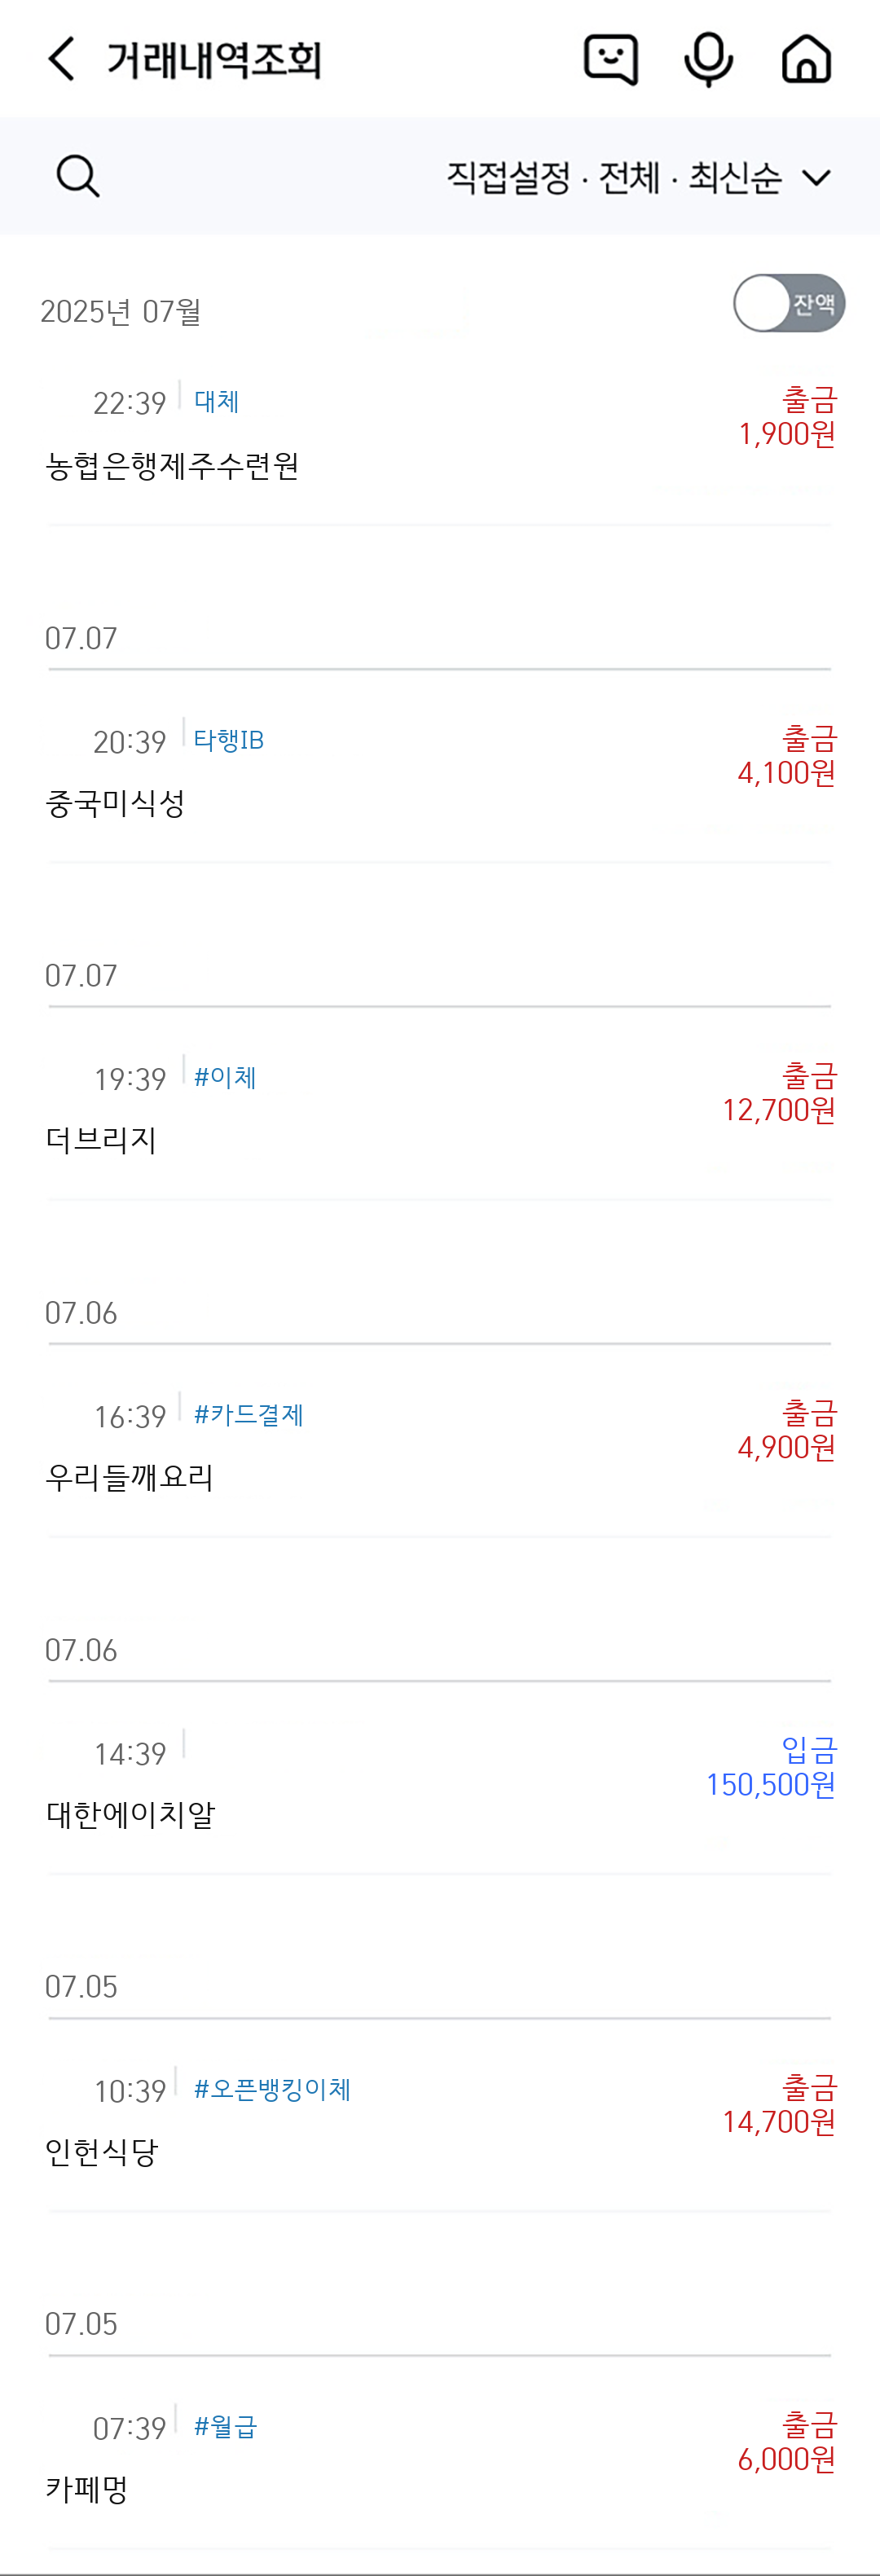 거래내역조회
직접설정 · 전체 · 최신순
2025년 07월
잔액
22:39 대체
출금
1,900원
농협은행제주수련원
07.07
20:39 타행IB
출금
4,100원
중국미식성
07.07
19:39 #이체
출금
12,700원
더브리지
07.06
16:39 #카드결제
출금
4,900원
우리들깨요리
07.06
14:39
입금
150,500원
대한에이치알
07.05
10:39 #오픈뱅킹이체
출금
14,700원
인헌식당
07.05
07:39 #월급
출금
6,000원
카페멍